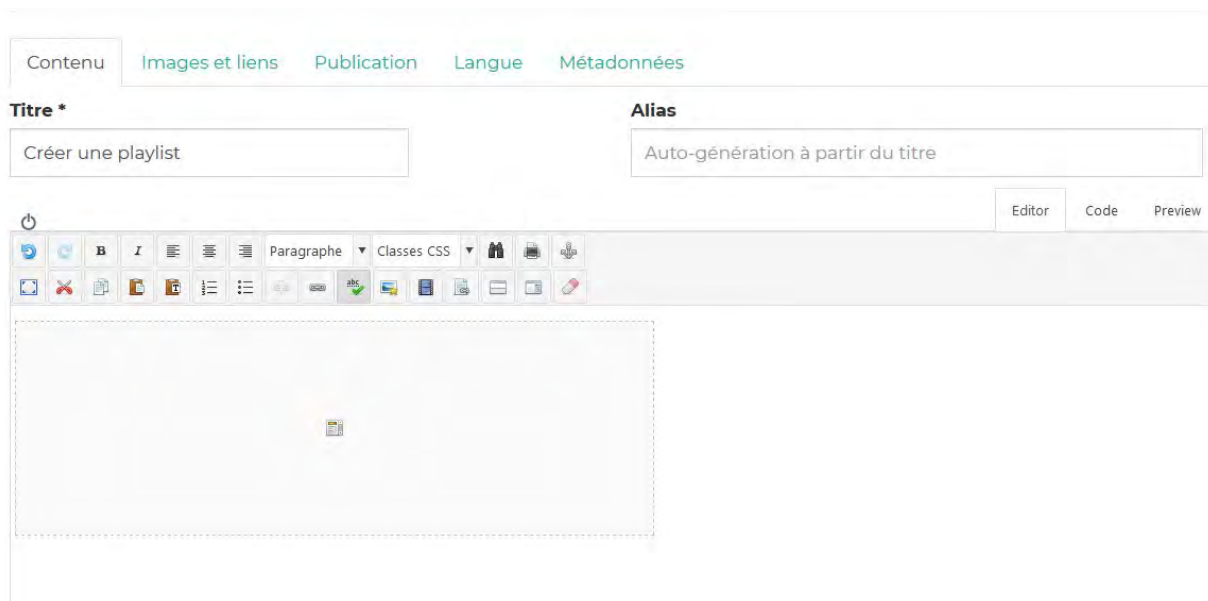 Contenu Images et liens Publication Langue Métadonnées
Titre * Alias
Créer une playlist Auto-génération à partir du titre
Editor Code Preview
B I Paragraphe Classes CSS
abc